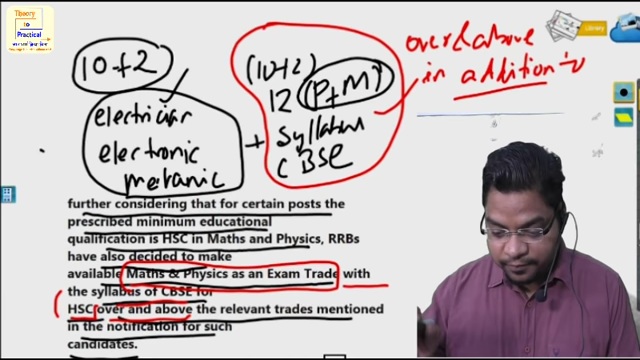 Theory
to
Practical
10+2
electrician
electronic
mechanic
+
(10+2)
12 (P+M)
Syllabus
CBSE
over & above
in addition to
Library
further considering that for certain posts the
prescribed minimum educational
qualification is HSC in Maths and Physics, RRBs
have also decided to make
available Maths & Physics as an Exam Trade with
the syllabus of CBSE for
HSC over and above the relevant trades mentioned
in the notification for such
candidates.